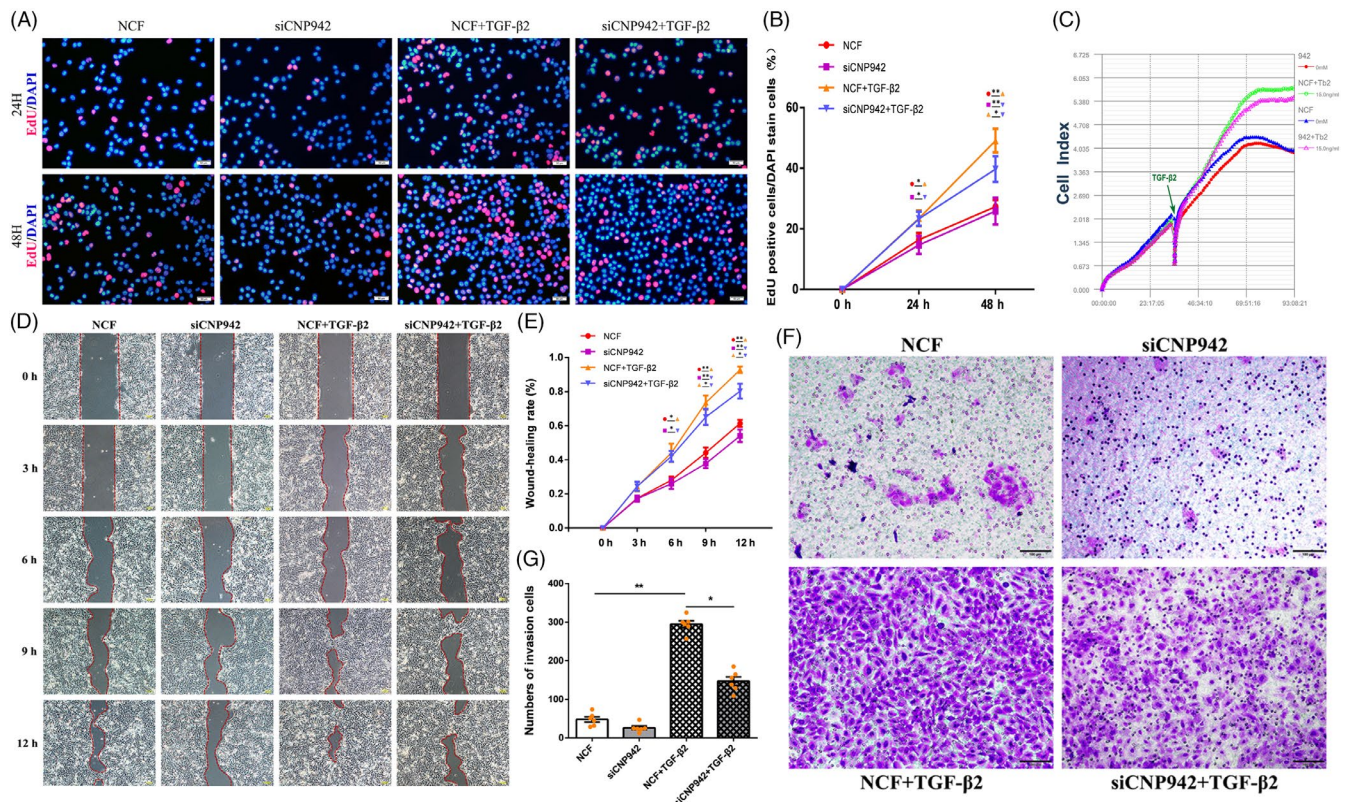 (A)
NCF
siCNP942
NCF+TGF-β2
siCNP942+TGF-β2
24H
EdU/DAPI
48H
EdU/DAPI
(B)
NCF
siCNP942
NCF+TGF-β2
siCNP942+TGF-β2
EdU positive cells/DAPI stain cells (%)
60
40
20
0
0 h
24 h
48 h
*
*
**
**
*
(C)
Cell Index
6.725
6.053
5.380
4.708
4.035
3.363
2.690
2.018
1.345
0.673
0.000
00:00:00
23:17:05
46:34:10
69:51:16
93:08:21
TGF-β2
942
0mM
NCF+Tb2
15.0ng/ml
NCF
0mM
942+Tb2
15.0ng/ml
(D)
NCF
siCNP942
NCF+TGF-β2
siCNP942+TGF-β2
0 h
3 h
6 h
9 h
12 h
(E)
NCF
siCNP942
NCF+TGF-β2
siCNP942+TGF-β2
Wound-healing rate (%)
1.0
0.8
0.6
0.4
0.2
0.0
0 h
3 h
6 h
9 h
12 h
*
*
**
**
*
**
**
*
(G)
Numbers of invasion cells
400
300
200
100
0
**
*
NCF
siCNP942
NCF+TGF-β2
siCNP942+TGF-β2
(F)
NCF
siCNP942
NCF+TGF-β2
siCNP942+TGF-β2